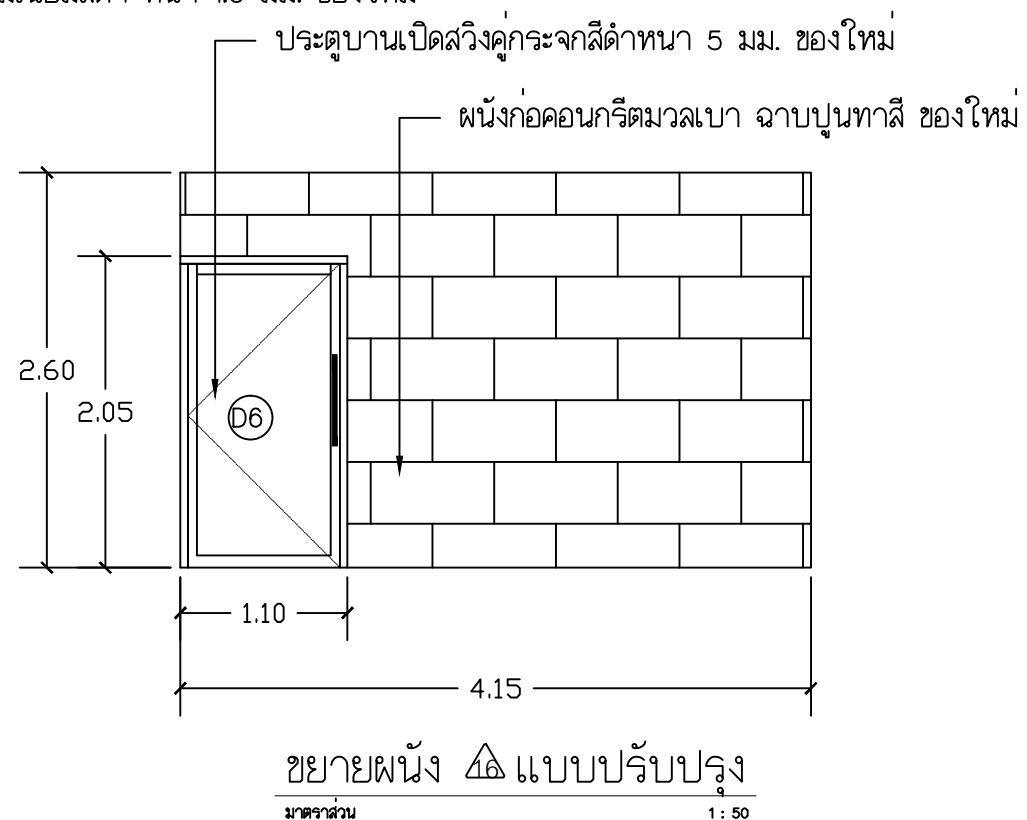 ประตูบานเปิดสวิงคู่กระจกสีดำหนา 5 มม. ของใหม่
ผนังก่อคอนกรีตมวลเบา ฉาบปูนทาสี ของใหม่
2.60
2.05
D6
1.10
4.15
ขยายผนัง 16 แบบปรับปรุง
มาตราส่วน 1 : 50